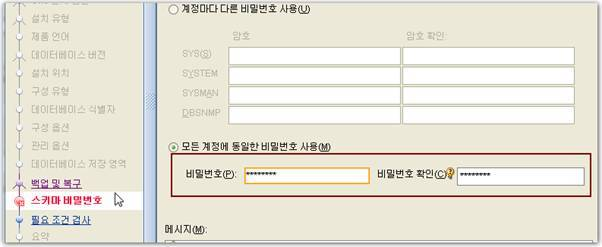 계정마다 다른 비밀번호 사용(U)
설치 유형
제품 언어
데이터베이스 버전
설치 위치
구성 유형
데이터베이스 식별자
구성 옵션
관리 옵션
데이터베이스 저장 영역
백업 및 복구
스키마 비밀번호
필요 조건 검사
요약
암호
암호 확인:
SYS(S)
SYSTEM
SYSMAN
DBSNMP
모든 계정에 동일한 비밀번호 사용(M)
비밀번호(P):
********
비밀번호 확인(C)
********
메시지(M):